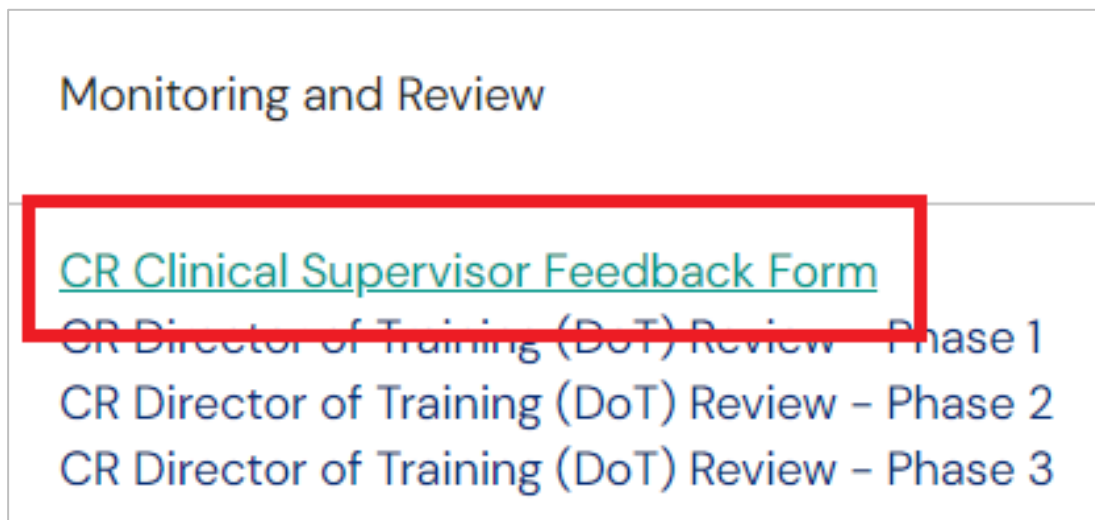 Monitoring and Review
CR Clinical Supervisor Feedback Form
CR Director of Training (DoT) Review – Phase 1
CR Director of Training (DoT) Review – Phase 2
CR Director of Training (DoT) Review – Phase 3